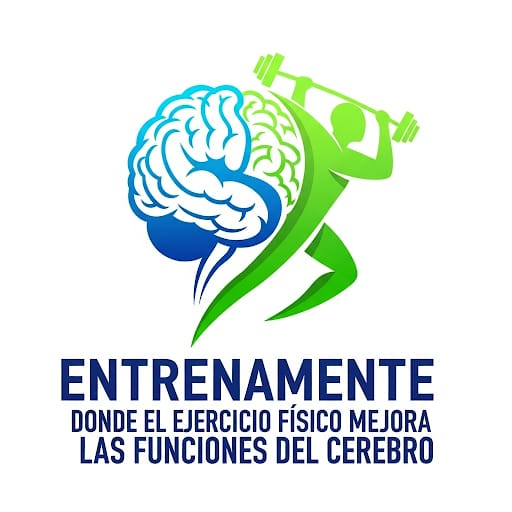 ENTRENAMENTE
DONDE EL EJERCICIO FÍSICO MEJORA
LAS FUNCIONES DEL CEREBRO